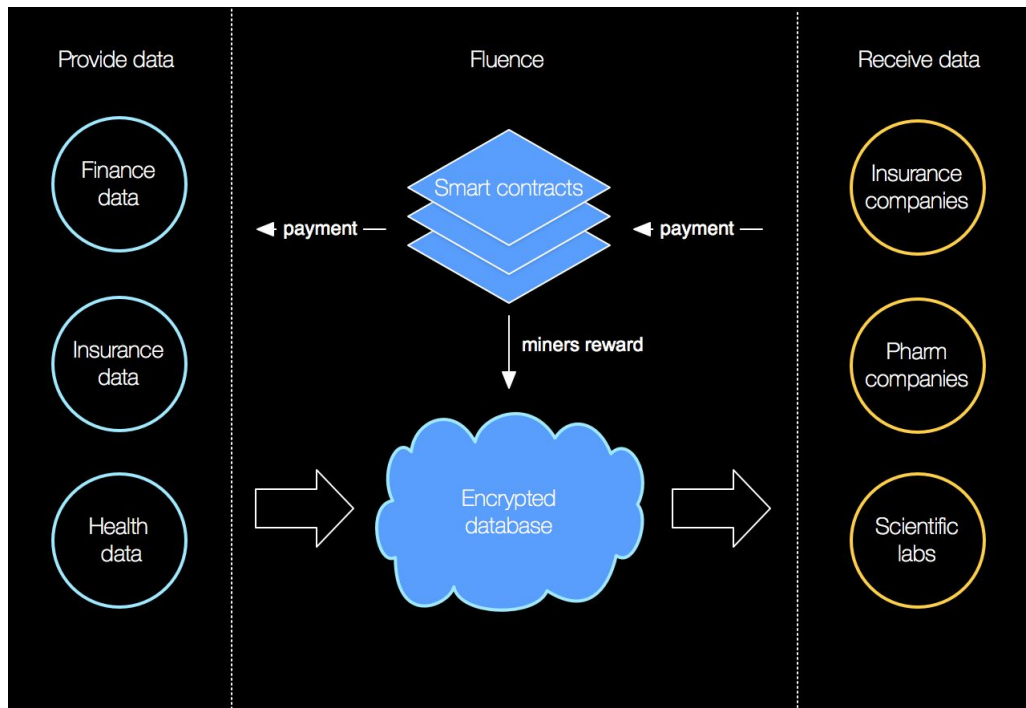 Provide data
Fluence
Receive data
Finance
data
Smart contracts
Insurance
companies
payment
payment
Insurance
data
miners reward
Pharm
companies
Health
data
Encrypted
database
Scientific
labs